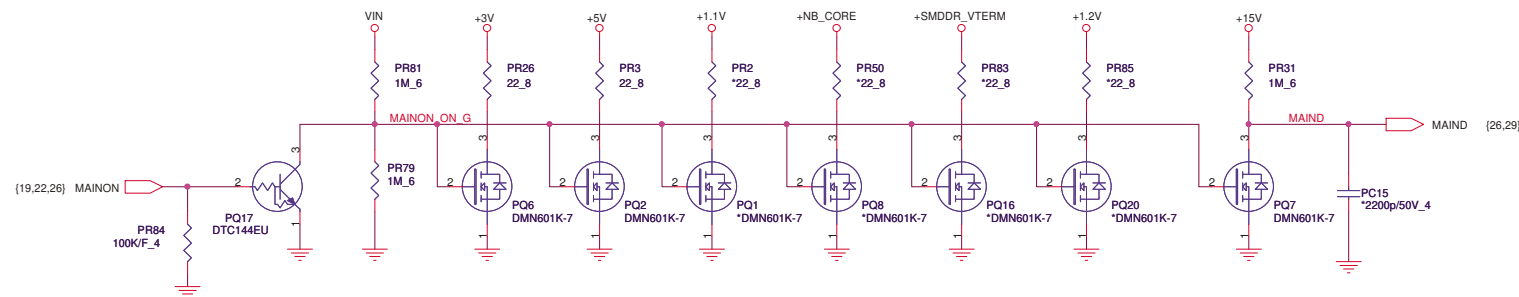 VIN
+3V
+5V
+1.1V
+NB_CORE
+SMDDR_VTERM
+1.2V
+15V
PR81
1M_6
PR26
22_8
PR3
22_8
PR2
*22_8
PR50
*22_8
PR83
*22_8
PR85
*22_8
PR31
1M_6
MAINON_ON_G
MAIND
MAIND
{26,29}
3
3
3
3
3
3
3
3
PR79
1M_6
{19,22,26}
MAINON
2
2
2
2
2
2
2
2
PQ17
DTC144EU
PQ6
DMN601K-7
PQ2
DMN601K-7
PQ1
*DMN601K-7
PQ8
*DMN601K-7
PQ16
*DMN601K-7
PQ20
*DMN601K-7
PQ7
DMN601K-7
PC15
*2200p/50V_4
PR84
100K/F_4
1
1
1
1
1
1
1
1